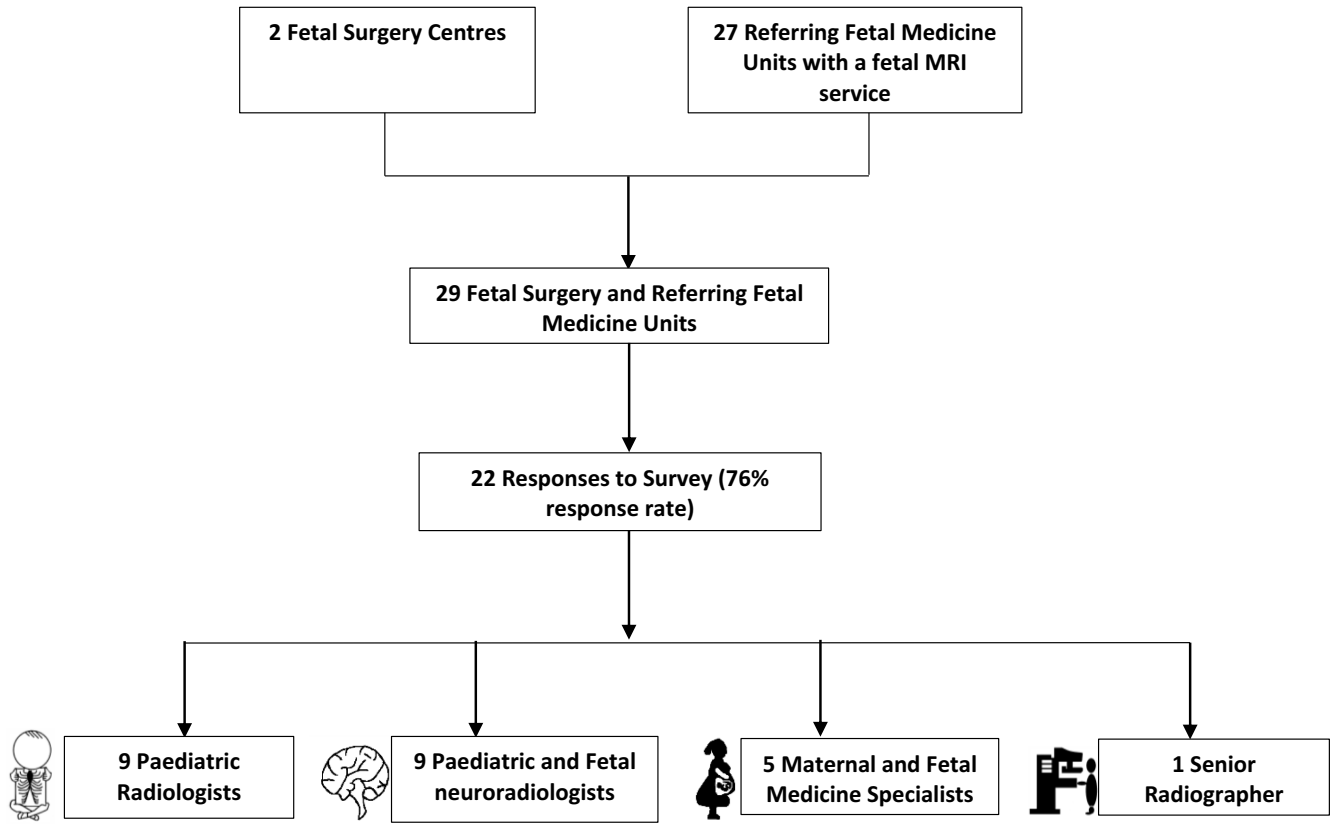 2 Fetal Surgery Centres
27 Referring Fetal Medicine
Units with a fetal MRI
service
29 Fetal Surgery and Referring Fetal
Medicine Units
22 Responses to Survey (76%
response rate)
9 Paediatric
Radiologists
9 Paediatric and Fetal
neuroradiologists
5 Maternal and Fetal
Medicine Specialists
1 Senior
Radiographer